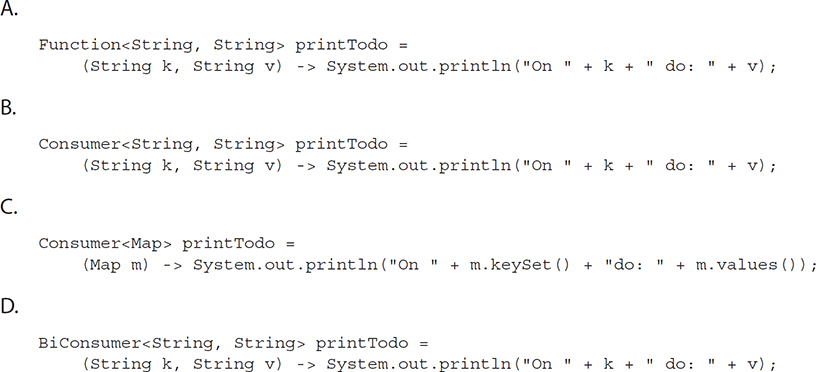 A.
Function<String, String> printTodo =
(String k, String v) -> System.out.println("On " + k + " do: " + v);
B.
Consumer<String, String> printTodo =
(String k, String v) -> System.out.println("On " + k + " do: " + v);
C.
Consumer<Map> printTodo =
(Map m) -> System.out.println("On " + m.keySet() + "do: " + m.values());
D.
BiConsumer<String, String> printTodo =
(String k, String v) -> System.out.println("On " + k + " do: " + v);